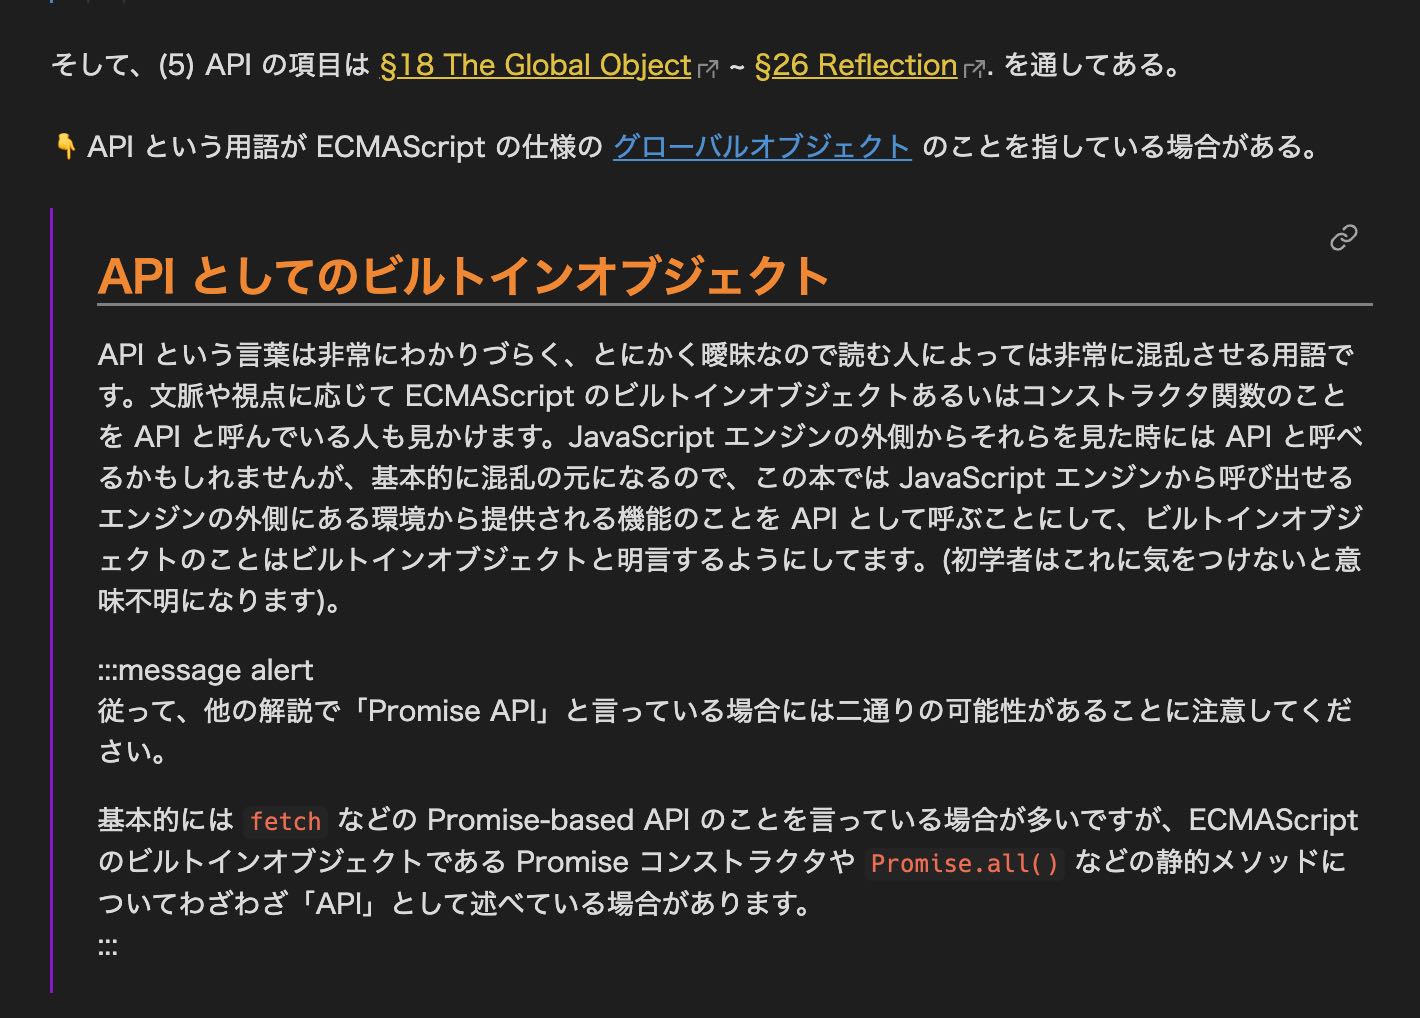 そして、(5) API の項目は §18 The Global Object ~ §26 Reflection. を通してある。
👇 API という用語が ECMAScript の仕様の グローバルオブジェクト のことを指している場合がある。
API としてのビルトインオブジェクト
API という言葉は非常にわかりづらく、とにかく曖昧なので読む人によっては非常に混乱させる用語で
す。文脈や視点に応じて ECMAScript のビルトインオブジェクトあるいはコンストラクタ関数のこと
を API と呼んでいる人も見かけます。JavaScript エンジンの外側からそれらを見た時には API と呼べ
るかもしれませんが、基本的に混乱の元になるので、この本では JavaScript エンジンから呼び出せる
エンジンの外側にある環境から提供される機能のことを API として呼ぶことにして、ビルトインオブジ
ェクトのことはビルトインオブジェクトと明言するようにしてます。(初学者はこれに気をつけないと意
味不明になります)。
:::message alert
従って、他の解説で「Promise API」と言っている場合には二通りの可能性があることに注意してくだ
さい。
基本的には fetch などの Promise-based API のことを言っている場合が多いですが、ECMAScript
のビルトインオブジェクトである Promise コンストラクタや Promise.all() などの静的メソッドに
ついてわざわざ「API」として述べている場合があります。
:::